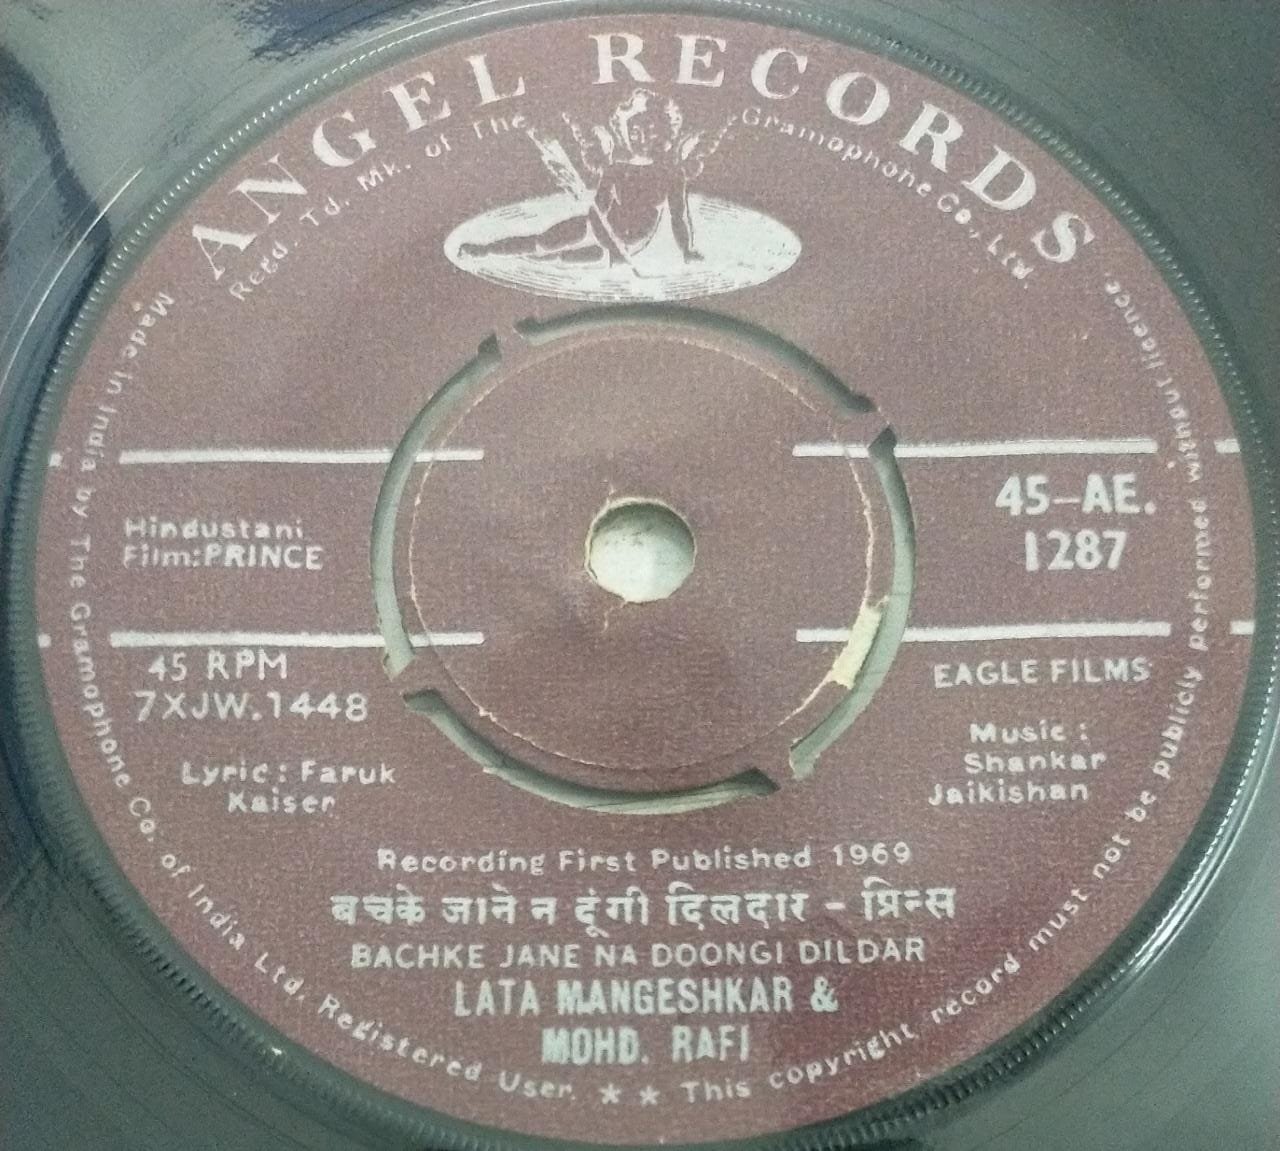 ANGEL RECORDS
Regd. Td. Mk. of The Gramophone Co., Ltd.
Hindustani
Film:PRINCE
45-AE.
1287
45 RPM
7XJW.1448
EAGLE FILMS
Lyric : Faruk
Kaiser
Music :
Shankar
Jaikishan
Recording First Published 1969
बचके जाने न दूंगी दिलदार - प्रिन्स
BACHKE JANE NA DOONGI DILDAR
LATA MANGESHKAR &
MOHD. RAFI
Made in India by The Gramophone Co. of India Ltd. Registered User. ★ ★ This copyright record must not be publicly performed without licence.